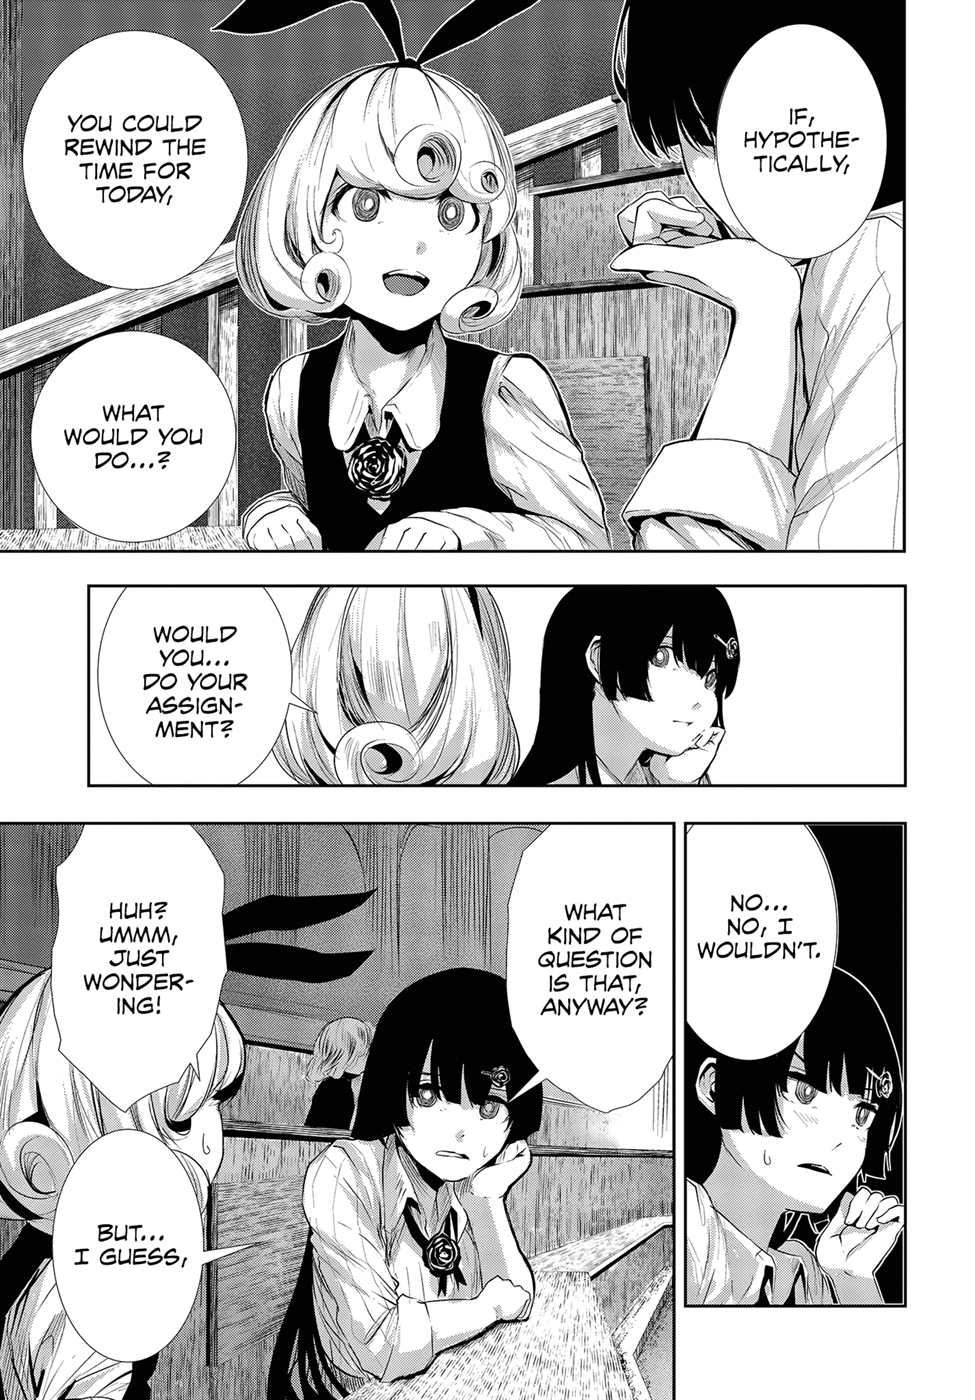 IF,
HYPOTHE-
TICALLY,
YOU COULD
REWIND THE
TIME FOR
TODAY,
WHAT
WOULD YOU
DO...?
WOULD
YOU...
DO YOUR
ASSIGN-
MENT?
NO...
NO, I
WOULDN'T.
WHAT
KIND OF
QUESTION
IS THAT,
ANYWAY?
HUH?
UMMM,
JUST
WONDER-
ING!
BUT...
I GUESS,